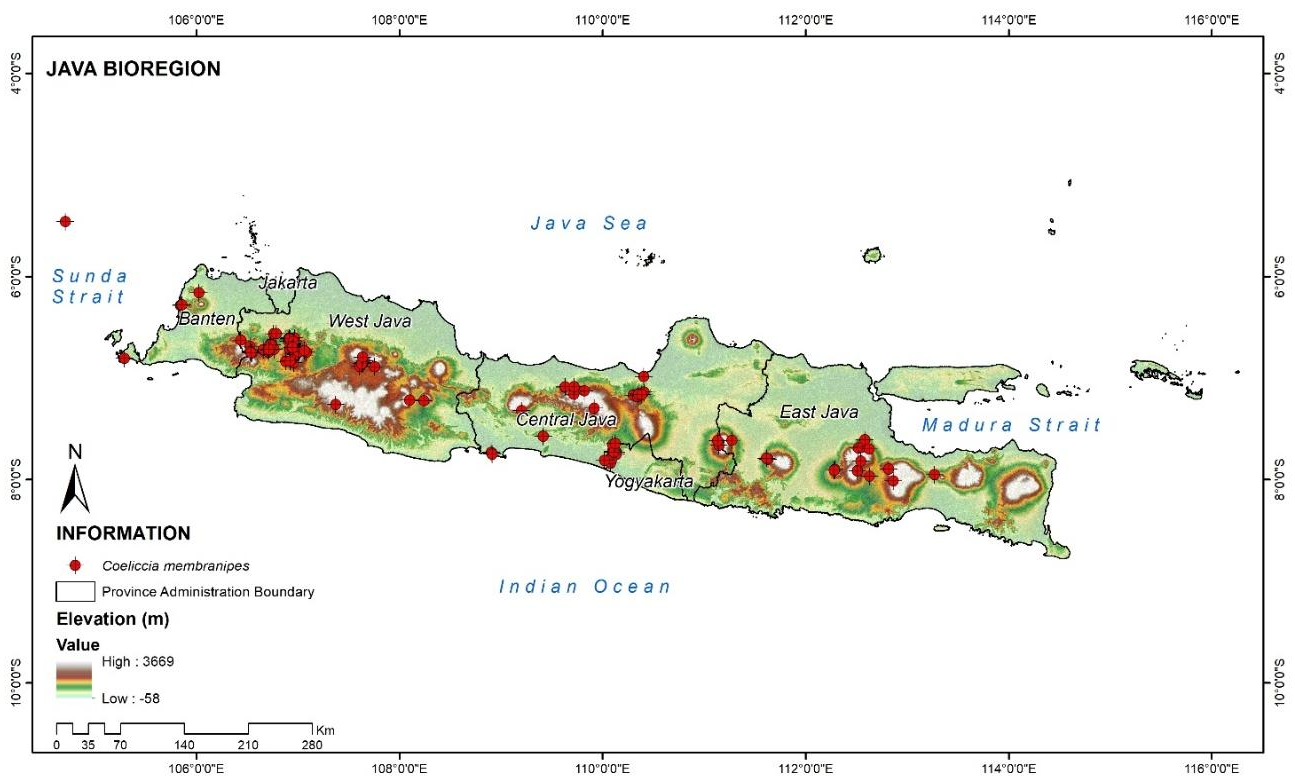 106°0'0"E 108°0'0"E 110°0'0"E 112°0'0"E 114°0'0"E 116°0'0"E
JAVA BIOREGION
4°0'0"S 4°0'0"S
Java Sea
Sunda
Strait
6°0'0"S 6°0'0"S
Jakarta
Banten
West Java
East Java
Central Java
Madura Strait
Yogyakarta
8°0'0"S 8°0'0"S
N
INFORMATION
Coeliccia membranipes
Province Administration Boundary
Indian Ocean
Elevation (m)
Value
High : 3669
Low : -58
10°0'0"S 10°0'0"S
Km
0 35 70 140 210 280
106°0'0"E 108°0'0"E 110°0'0"E 112°0'0"E 114°0'0"E 116°0'0"E